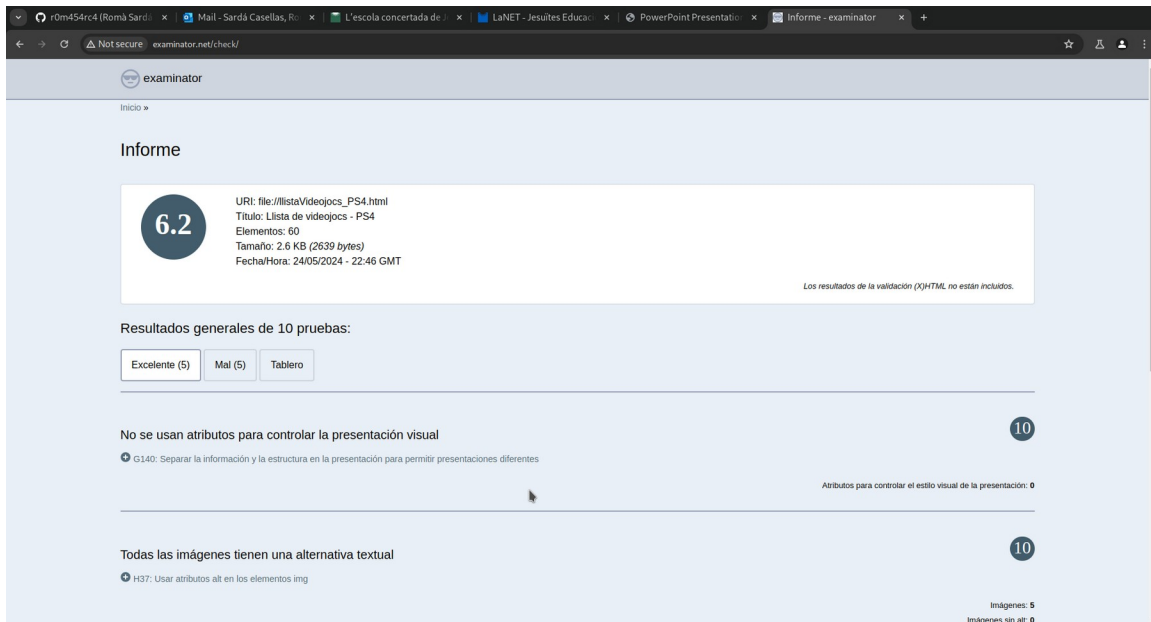 r0m454rc4 (Romà Sardà
Mail - Sardá Casellas, Ro
L'escola concertada de J
LaNET - Jesuïtes Educaci
PowerPoint Presentation
Informe - examinator
Not secure examinator.net/check/
examinator
Inicio »
Informe
6.2
URI: file://llistaVideojocs_PS4.html
Título: Llista de videojocs - PS4
Elementos: 60
Tamaño: 2.6 KB (2639 bytes)
Fecha/Hora: 24/05/2024 - 22:46 GMT
Los resultados de la validación (X)HTML no están incluidos.
Resultados generales de 10 pruebas:
Excelente (5) Mal (5) Tablero
No se usan atributos para controlar la presentación visual
10
G140: Separar la información y la estructura en la presentación para permitir presentaciones diferentes
Atributos para controlar el estilo visual de la presentación: 0
Todas las imágenes tienen una alternativa textual
10
H37: Usar atributos alt en los elementos img
Imágenes: 5
Imágenes sin alt: 0